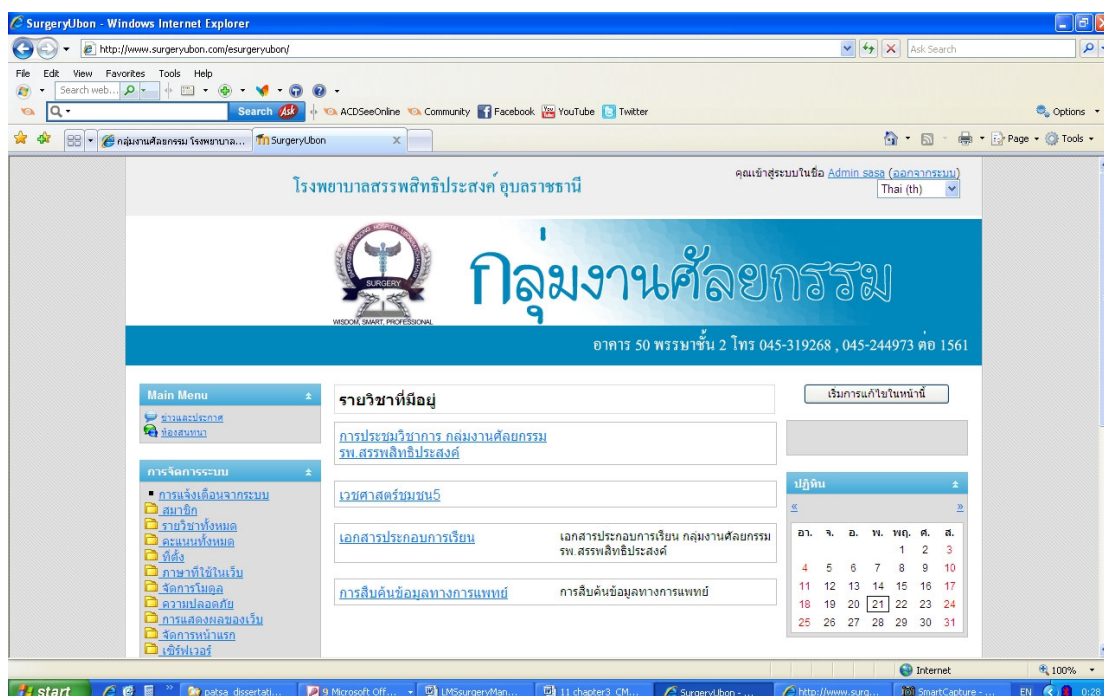 SurgeryUbon - Windows Internet Explorer
http://www.surgeryubon.com/esurgeryubon/
Ask Search
File Edit View Favorites Tools Help
Search web...
Search Ask ACDSeeOnline Community Facebook YouTube Twitter Options
กลุ่มงานศัลยกรรม โรงพยาบาล... SurgeryUbon Page Tools
โรงพยาบาลสรรพสิทธิประสงค์ อุบลราชธานี
คุณเข้าสู่ระบบในชื่อ Admin sasa (ออกจากระบบ)
Thai (th)
SURGERY
WISDOM, SMART, PROFESSIONAL
กลุ่มงานศัลยกรรม
อาคาร 50 พรรษาชั้น 2 โทร 045-319268 , 045-244973 ต่อ 1561
Main Menu
ข่าวและประกาศ
ห้องสนทนา
การจัดการระบบ
การแจ้งเตือนจากระบบ
สมาชิก
รายวิชาทั้งหมด
คะแนนทั้งหมด
ที่ตั้ง
ภาษาที่ใช้ในเว็บ
จัดการโมดูล
ความปลอดภัย
การแสดงผลของเว็บ
จัดการหน้าแรก
เซิร์ฟเวอร์
รายวิชาที่มีอยู่
การประชุมวิชาการ กลุ่มงานศัลยกรรม
รพ.สรรพสิทธิประสงค์
เวชศาสตร์ชุมชน5
เอกสารประกอบการเรียน
เอกสารประกอบการเรียน กลุ่มงานศัลยกรรม
รพ.สรรพสิทธิประสงค์
การสืบค้นข้อมูลทางการแพทย์
การสืบค้นข้อมูลทางการแพทย์
เริ่มการแก้ไขในหน้านี้
ปฏิทิน
« »
อา. จ. อ. พ. พฤ. ศ. ส.
1 2 3
4 5 6 7 8 9 10
11 12 13 14 15 16 17
18 19 20 21 22 23 24
25 26 27 28 29 30 31
Internet 100%
start patsa_dissertati... 9 Microsoft Off... LMSsurgeryMan... 11 chapter3_CM... SurgeryUbon - ... http://www.surg... SmartCapture - ... EN 0:28